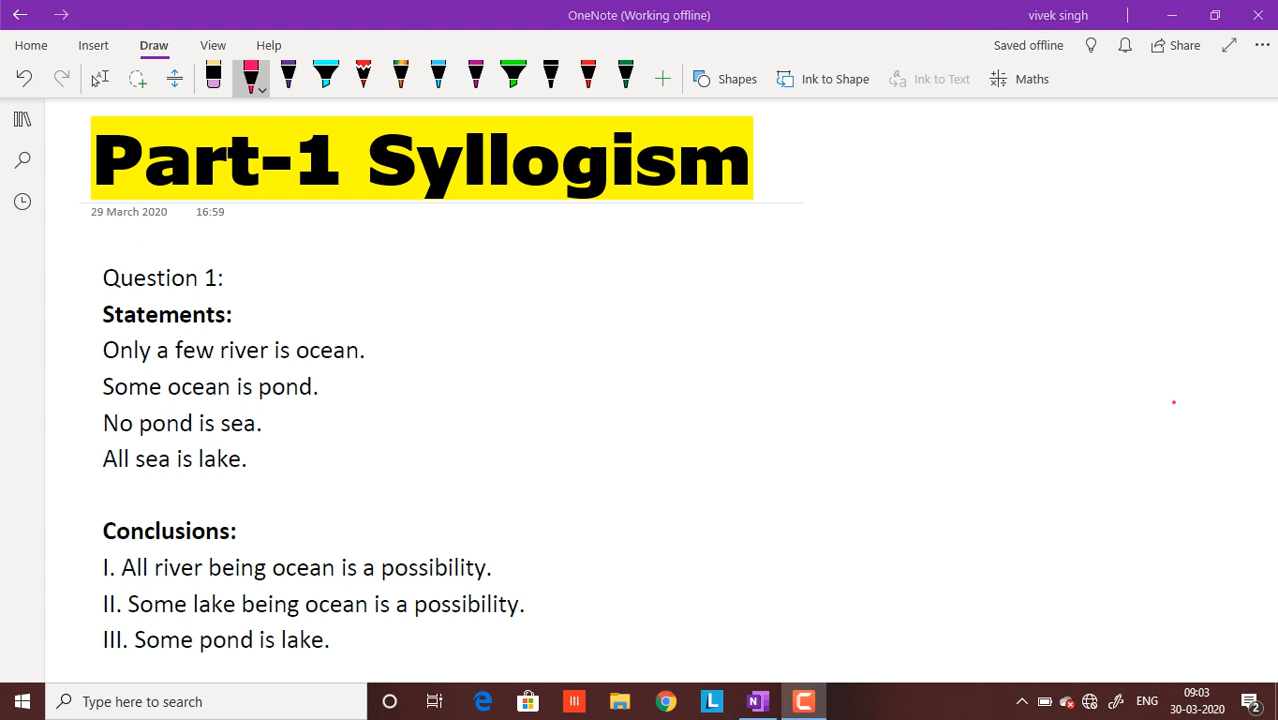 OneNote (Working offline)
vivek singh
Home Insert Draw View Help
Saved offline
Share
Shapes
Ink to Shape
Ink to Text
Maths
Part-1 Syllogism
29 March 2020 16:59
Question 1:
Statements:
Only a few river is ocean.
Some ocean is pond.
No pond is sea.
All sea is lake.
Conclusions:
I. All river being ocean is a possibility.
II. Some lake being ocean is a possibility.
III. Some pond is lake.
Type here to search
ENG
09:03
30-03-2020
2